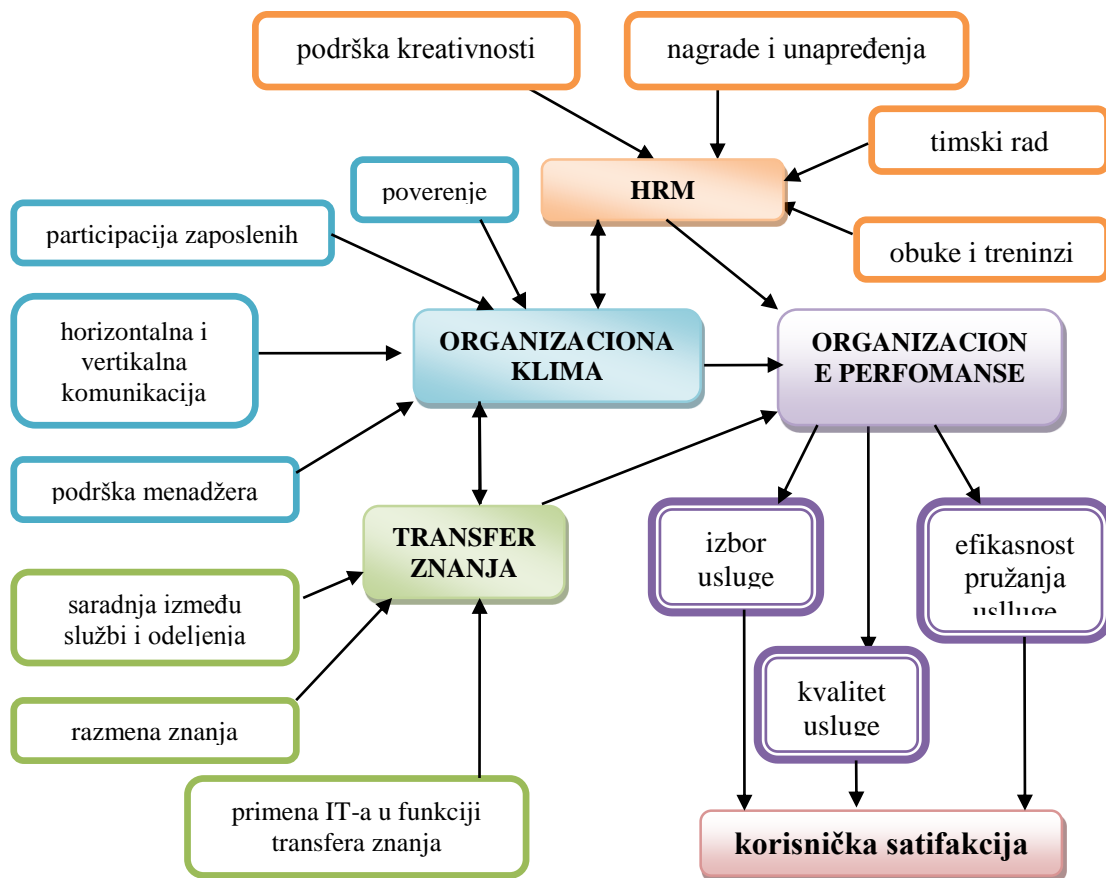 podrška kreativnosti
nagrade i unapređenja
timski rad
HRM
poverenje
participacija zaposlenih
obuke i treninzi
horizontalna i
vertikalna
komunikacija
ORGANIZACIONA
KLIMA
ORGANIZACION
E PERFOMANSE
podrška menadžera
TRANSFER
ZNANJA
izbor
usluge
efikasnost
pružanja
uslluge
saradnja između
službi i odeljenja
kvalitet
usluge
razmena znanja
primena IT-a u funkciji
transfera znanja
korisnička satifakcija